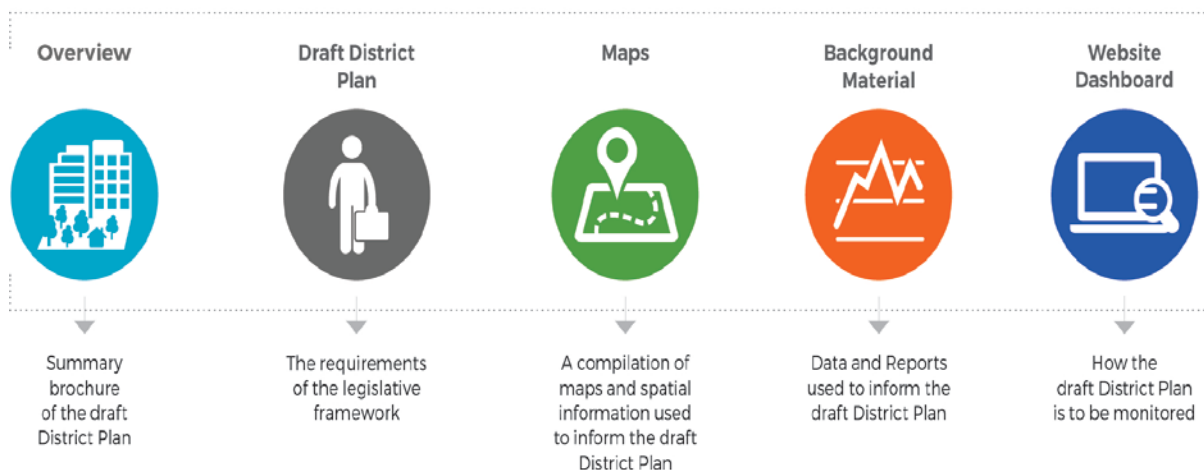 Overview
Draft District
Plan
Maps
Background
Material
Website
Dashboard
Summary
brochure
of the draft
District Plan
The requirements
of the legislative
framework
A compilation of
maps and spatial
information used
to inform the draft
District Plan
Data and Reports
used to inform the
draft District Plan
How the
draft District Plan
is to be monitored